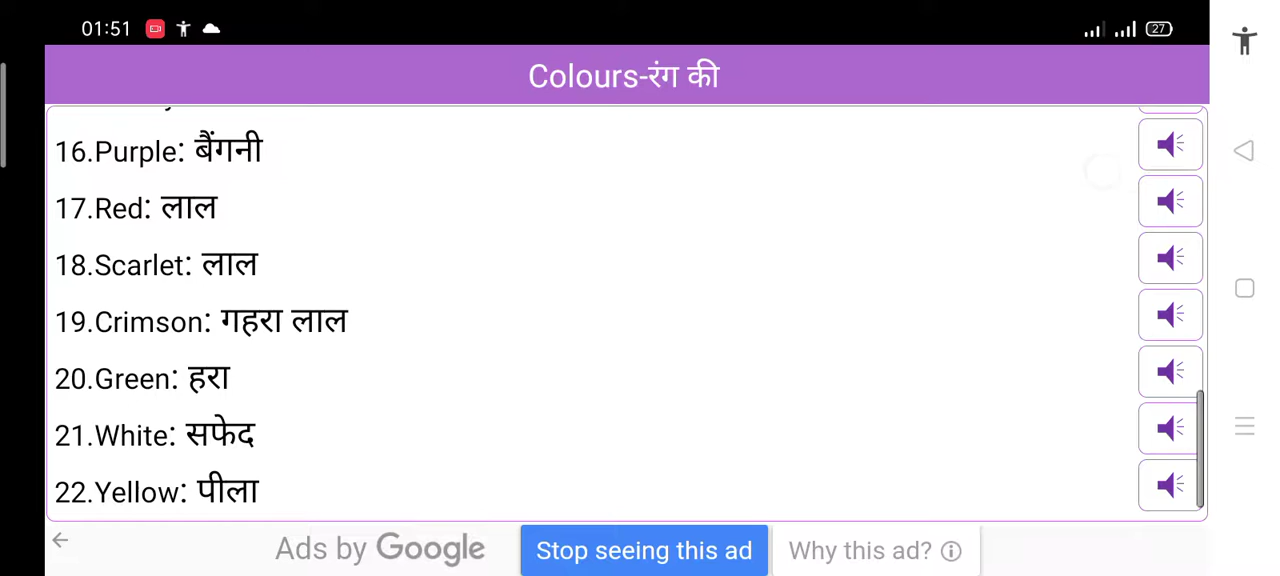 01:51
27
Colours-रंग की
16.Purple: बैंगनी
17.Red: लाल
18.Scarlet: लाल
19.Crimson: गहरा लाल
20.Green: हरा
21.White: सफेद
22.Yellow: पीला
Ads by Google Stop seeing this ad Why this ad?